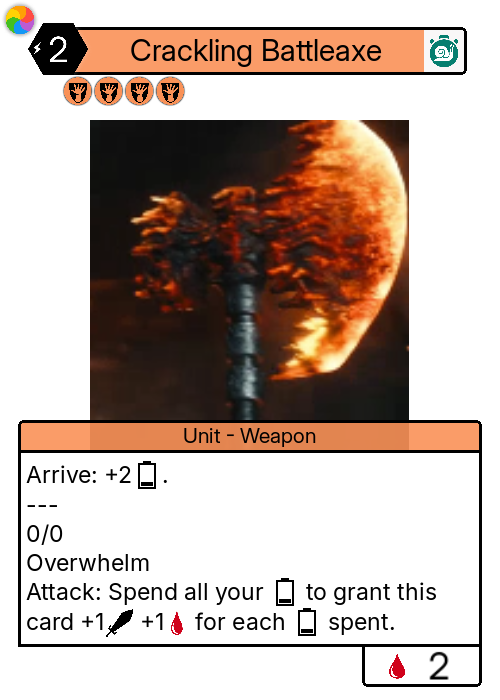 2 Crackling Battleaxe
Unit - Weapon
Arrive: +2 .
---
0/0
Overwhelm
Attack: Spend all your to grant this
card +1 +1 for each spent.
2